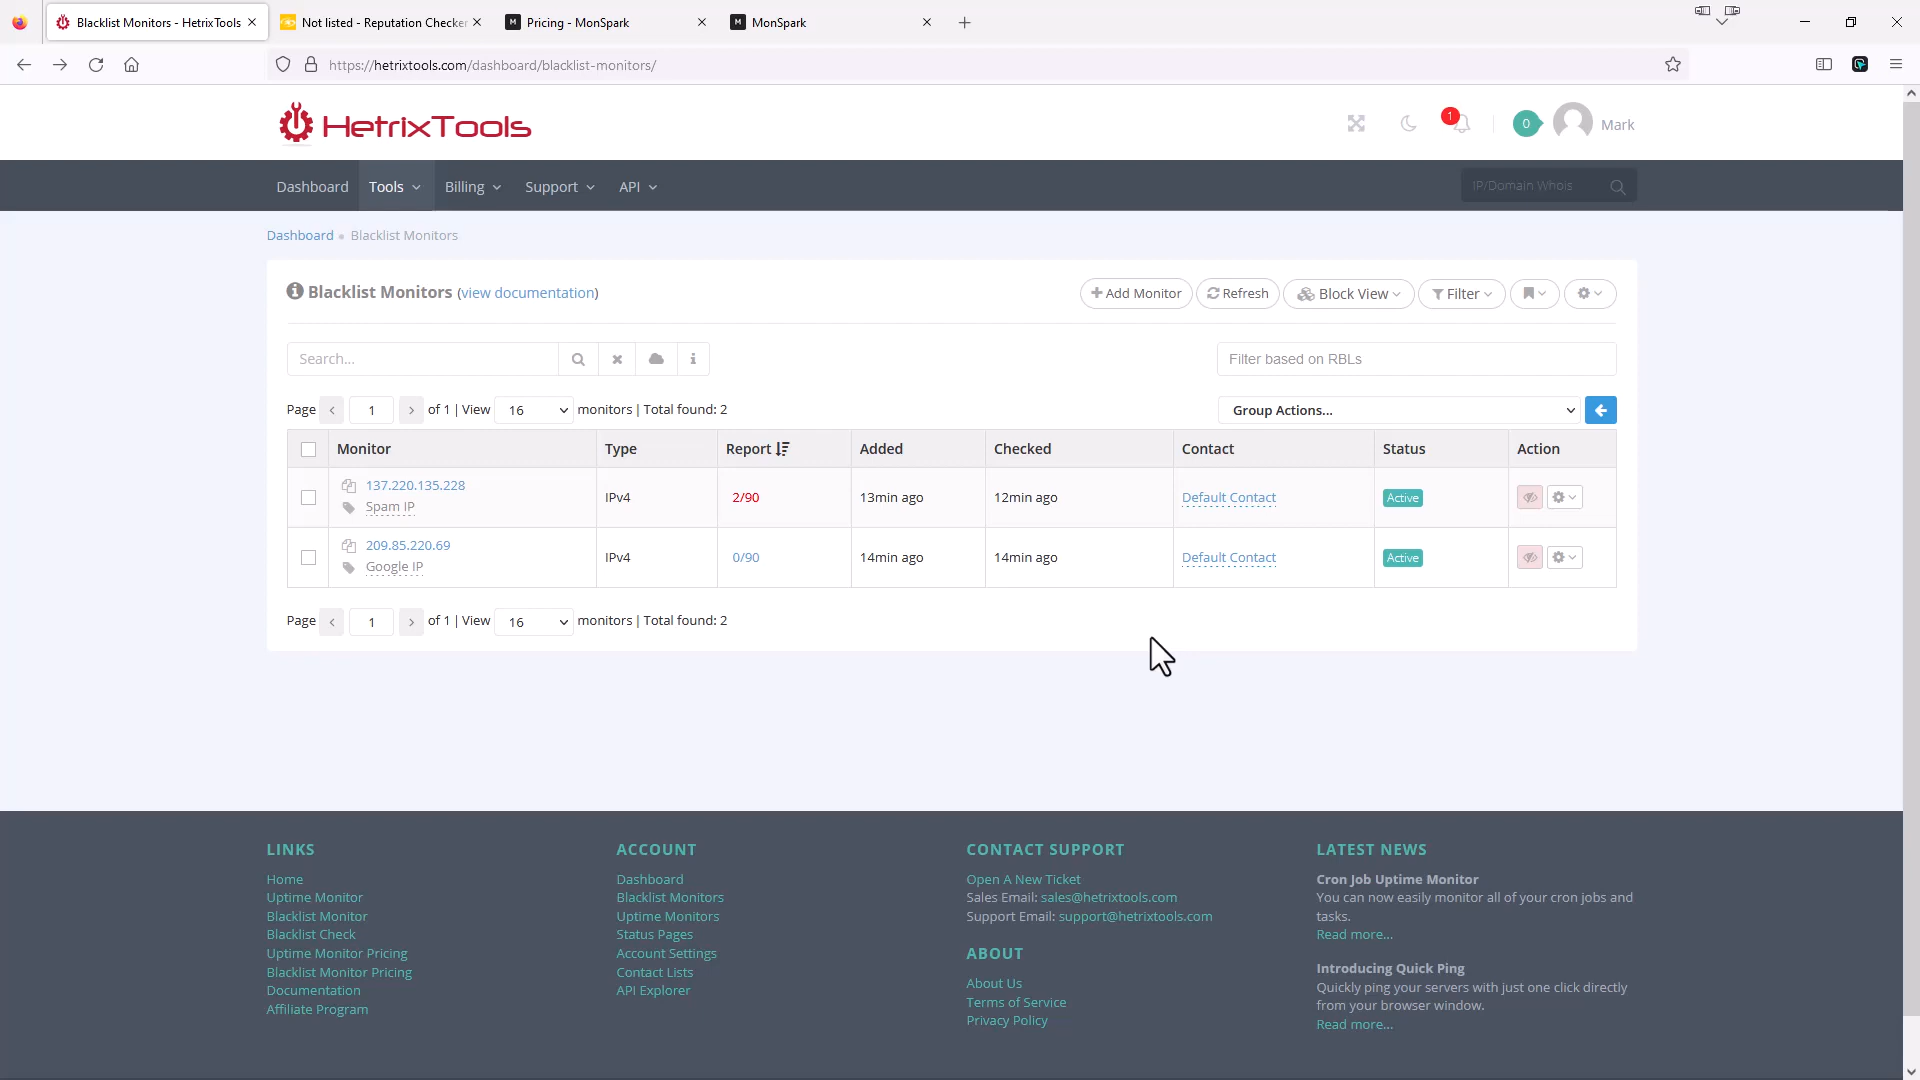 Blacklist Monitors - HetrixTools
Not listed - Reputation Checker
Pricing - MonSpark
MonSpark
https://hetrixtools.com/dashboard/blacklist-monitors/
HetrixTools
1
0
Mark
Dashboard
Tools
Billing
Support
API
IP/Domain Whois
Dashboard
Blacklist Monitors
Blacklist Monitors (view documentation)
Add Monitor
Refresh
Block View
Filter
Search...
Filter based on RBLs
Page 1 of 1 | View 16 monitors | Total found: 2
Group Actions...
Monitor Type Report Added Checked Contact Status Action
137.220.135.228
Spam IP
IPv4 2/90 13min ago 12min ago Default Contact Active
209.85.220.69
Google IP
IPv4 0/90 14min ago 14min ago Default Contact Active
Page 1 of 1 | View 16 monitors | Total found: 2
LINKS
Home
Uptime Monitor
Blacklist Monitor
Blacklist Check
Uptime Monitor Pricing
Blacklist Monitor Pricing
Documentation
Affiliate Program
ACCOUNT
Dashboard
Blacklist Monitors
Uptime Monitors
Status Pages
Account Settings
Contact Lists
API Explorer
CONTACT SUPPORT
Open A New Ticket
Sales Email: sales@hetrixtools.com
Support Email: support@hetrixtools.com
ABOUT
About Us
Terms of Service
Privacy Policy
LATEST NEWS
Cron Job Uptime Monitor
You can now easily monitor all of your cron jobs and
tasks.
Read more...
Introducing Quick Ping
Quickly ping your servers with just one click directly
from your browser window.
Read more...